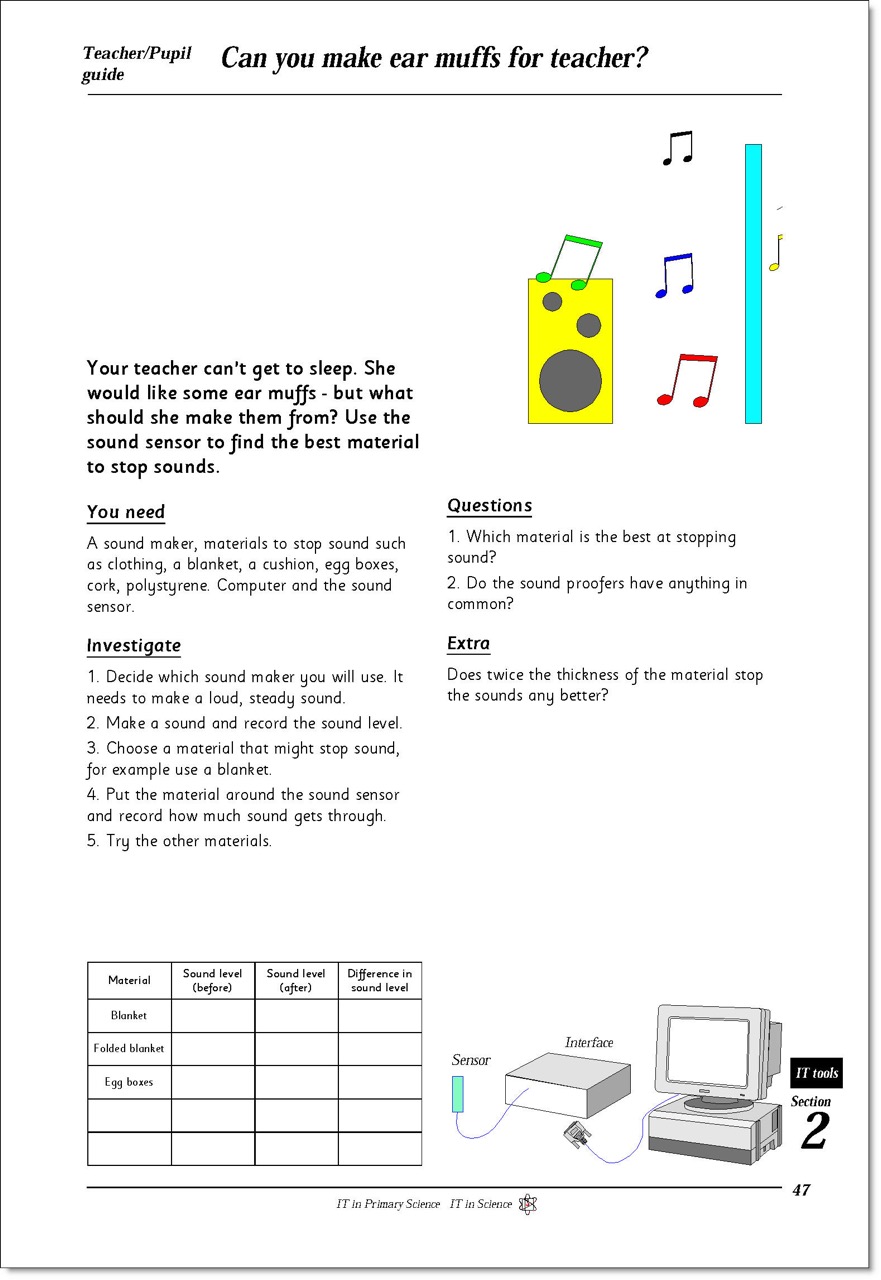 Teacher/Pupil
guide
Can you make ear muffs for teacher?
Your teacher can't get to sleep. She
would like some ear muffs - but what
should she make them from? Use the
sound sensor to find the best material
to stop sounds.
You need
A sound maker, materials to stop sound such
as clothing, a blanket, a cushion, egg boxes,
cork, polystyrene. Computer and the sound
sensor.
Investigate
1. Decide which sound maker you will use. It
needs to make a loud, steady sound.
2. Make a sound and record the sound level.
3. Choose a material that might stop sound,
for example use a blanket.
4. Put the material around the sound sensor
and record how much sound gets through.
5. Try the other materials.
Questions
1. Which material is the best at stopping
sound?
2. Do the sound proofers have anything in
common?
Extra
Does twice the thickness of the material stop
the sounds any better?
Material
Sound level
(before)
Sound level
(after)
Difference in
sound level
Blanket
Folded blanket
Egg boxes
Sensor
Interface
IT tools
Section
2
47
IT in Primary Science IT in Science